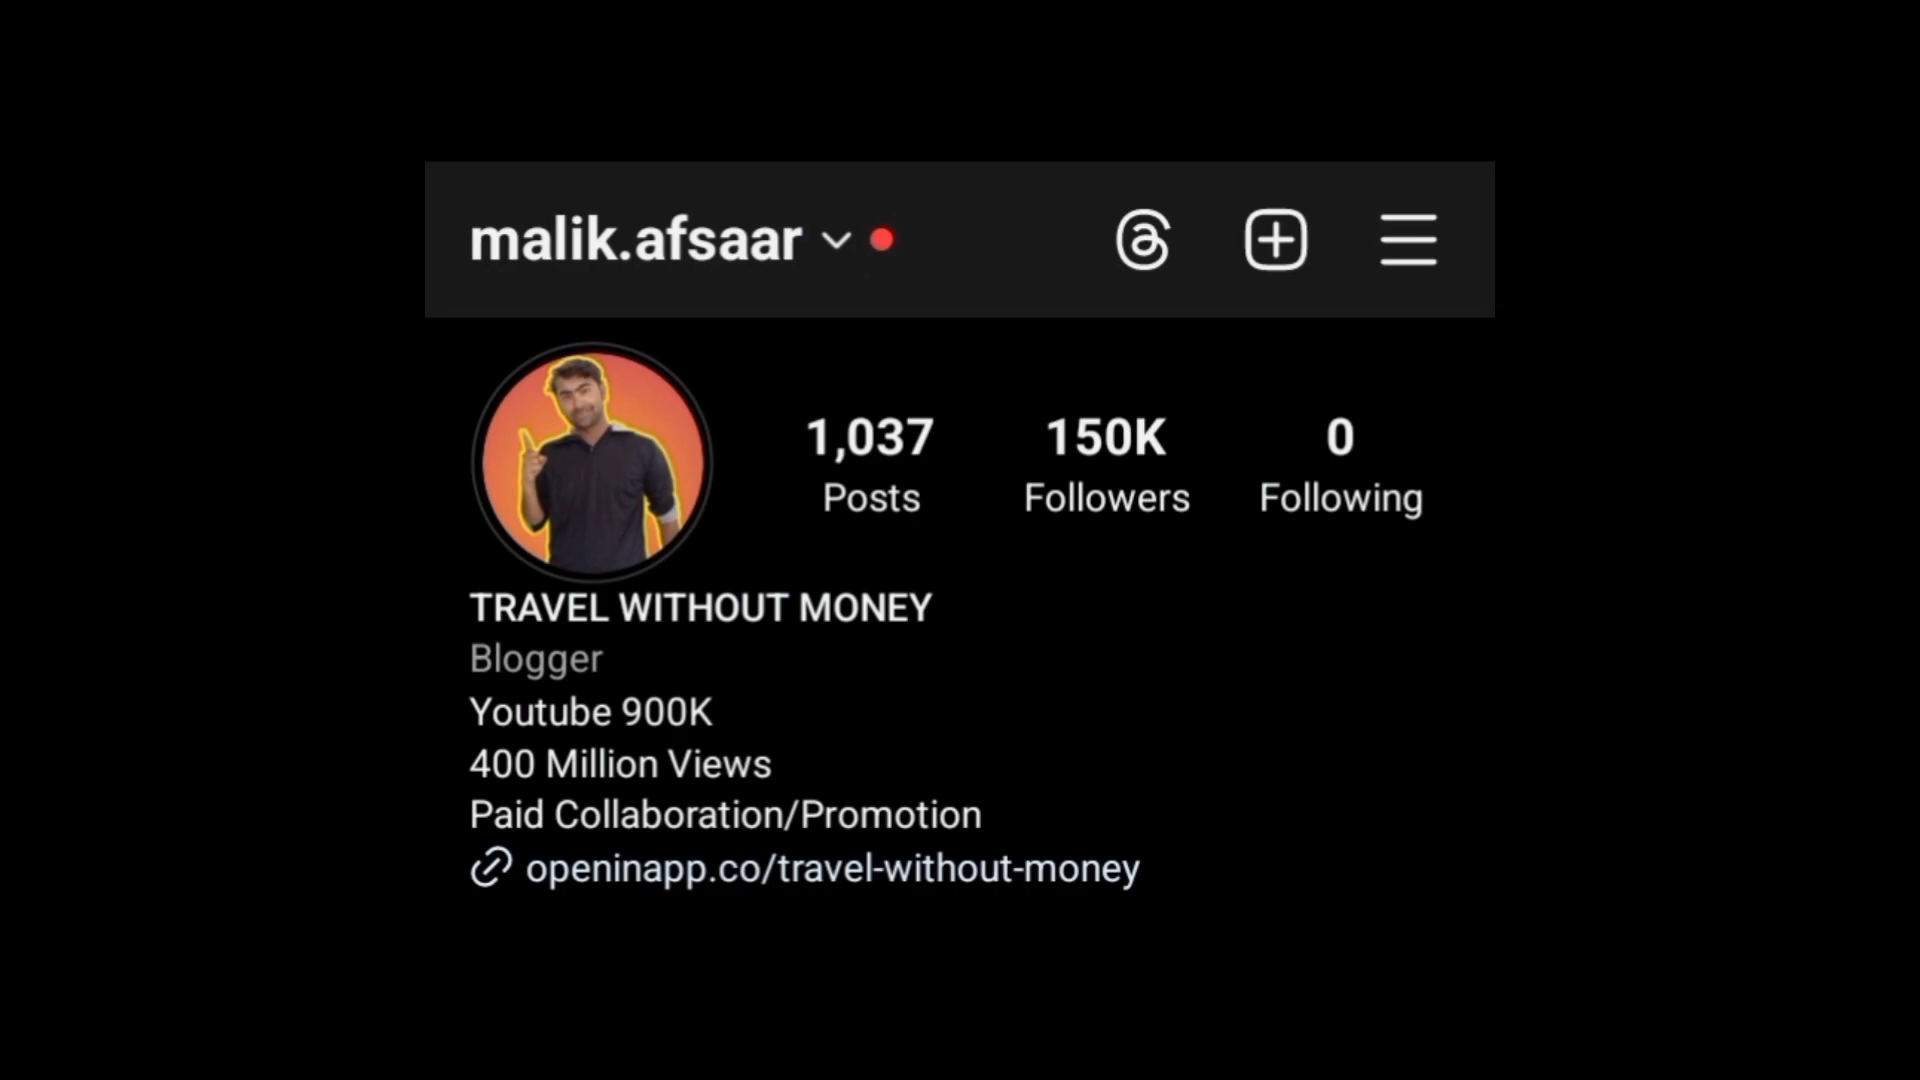 malik.afsaar
1,037 150K 0
Posts Followers Following
TRAVEL WITHOUT MONEY
Blogger
Youtube 900K
400 Million Views
Paid Collaboration/Promotion
openinapp.co/travel-without-money